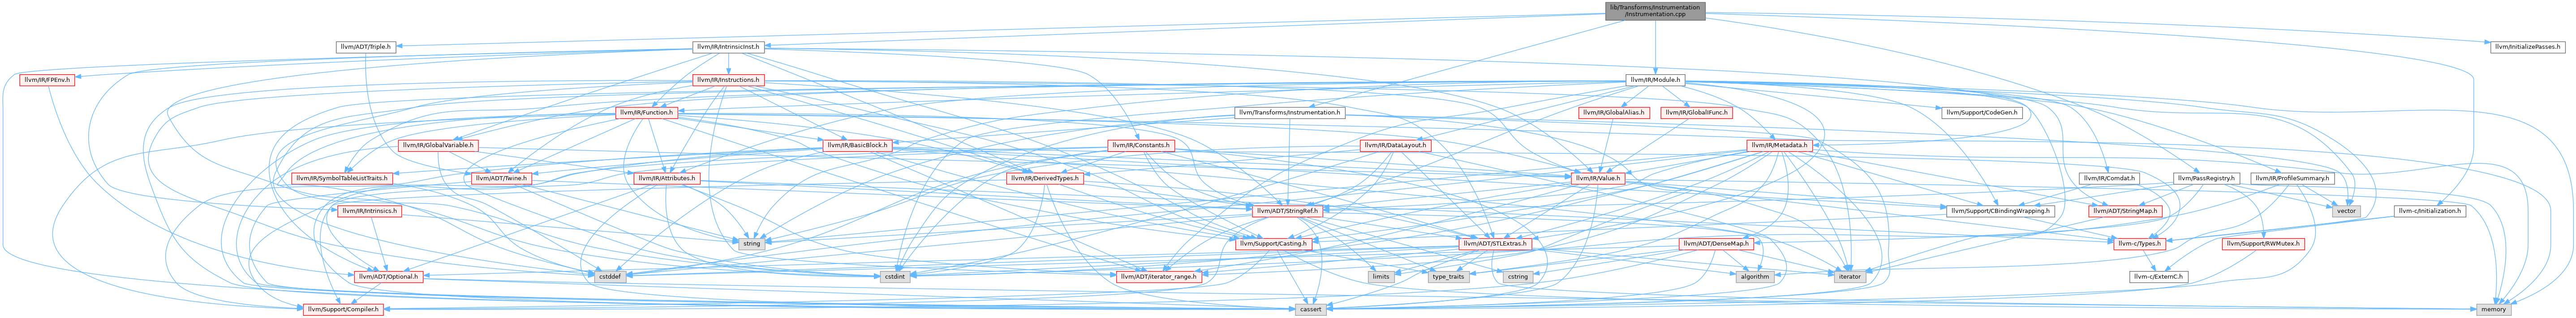 lib/Transforms/Instrumentation
/Instrumentation.cpp
llvm/ADT/Triple.h
llvm/IR/IntrinsicInst.h
llvm/InitializePasses.h
llvm/IR/FPEnv.h
llvm/IR/Instructions.h
llvm/IR/Module.h
llvm/IR/Function.h
llvm/Transforms/Instrumentation.h
llvm/IR/GlobalAlias.h
llvm/IR/GlobalIFunc.h
llvm/Support/CodeGen.h
llvm/IR/GlobalVariable.h
llvm/IR/BasicBlock.h
llvm/IR/Constants.h
llvm/IR/DataLayout.h
llvm/IR/Metadata.h
llvm/IR/SymbolTableListTraits.h
llvm/ADT/Twine.h
llvm/IR/Attributes.h
llvm/IR/DerivedTypes.h
llvm/IR/Value.h
llvm/IR/Comdat.h
llvm/PassRegistry.h
llvm/IR/ProfileSummary.h
llvm/IR/Intrinsics.h
llvm/ADT/StringRef.h
llvm/Support/CBindingWrapping.h
llvm/ADT/StringMap.h
vector
llvm-c/Initialization.h
string
llvm/Support/Casting.h
llvm/ADT/STLExtras.h
llvm/ADT/DenseMap.h
llvm-c/Types.h
llvm/Support/RWMutex.h
llvm/ADT/Optional.h
cstddef
cstdint
llvm/ADT/iterator_range.h
limits
type_traits
cstring
algorithm
iterator
llvm-c/ExternC.h
llvm/Support/Compiler.h
cassert
memory